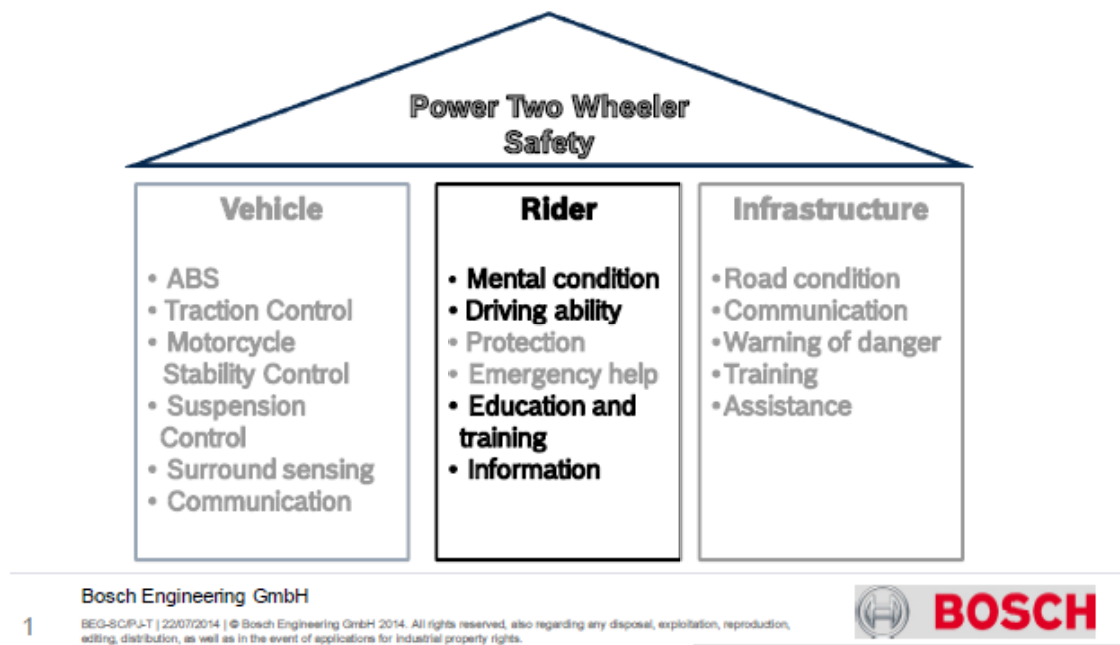 Power Two Wheeler
Safety
Vehicle
• ABS
• Traction Control
• Motorcycle
Stability Control
• Suspension
Control
• Surround sensing
• Communication
Rider
• Mental condition
• Driving ability
• Protection
• Emergency help
• Education and
training
• Information
Infrastructure
• Road condition
• Communication
• Warning of danger
• Training
• Assistance
1
Bosch Engineering GmbH
BEG-SC/PJ-T | 22/07/2014 | © Bosch Engineering GmbH 2014. All rights reserved, also regarding any disposal, exploitation, reproduction,
editing, distribution, as well as in the event of applications for industrial property rights.
BOSCH